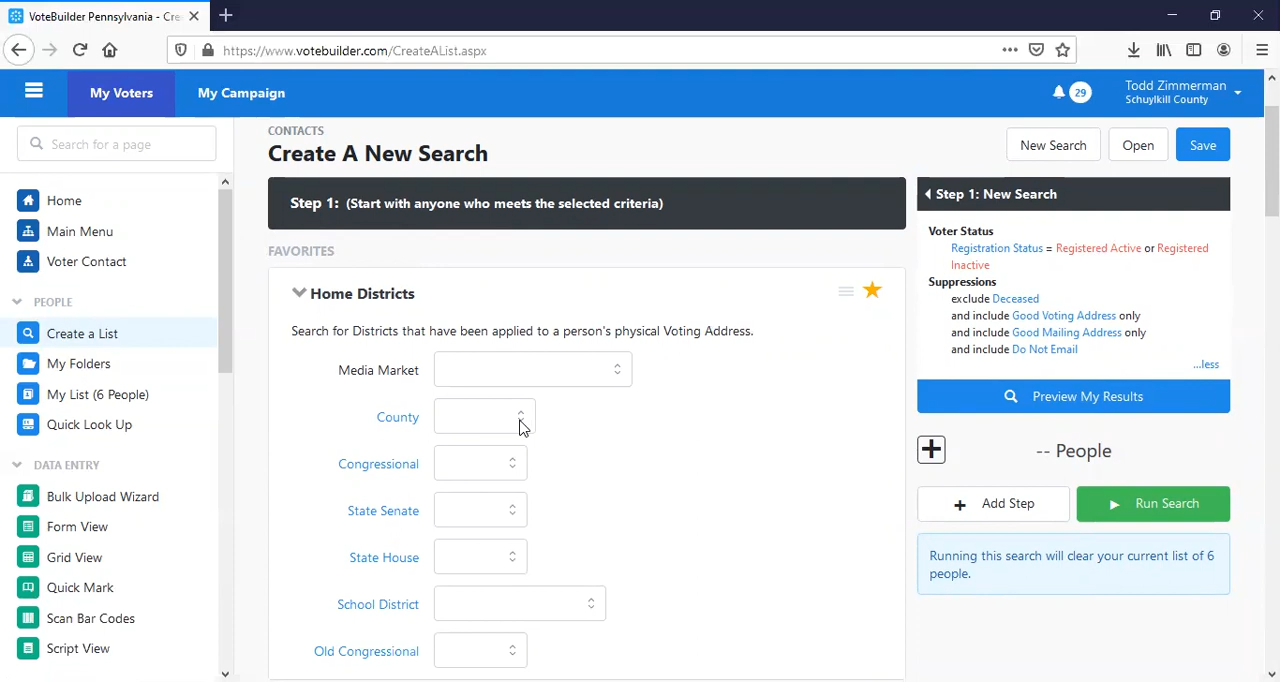 VoteBuilder Pennsylvania - Cre
https://www.votebuilder.com/CreateAList.aspx
My Voters
My Campaign
29
Todd Zimmerman
Schuylkill County
Search for a page
Home
Main Menu
Voter Contact
PEOPLE
Create a List
My Folders
My List (6 People)
Quick Look Up
DATA ENTRY
Bulk Upload Wizard
Form View
Grid View
Quick Mark
Scan Bar Codes
Script View
CONTACTS
Create A New Search
New Search
Open
Save
Step 1: (Start with anyone who meets the selected criteria)
FAVORITES
Home Districts
Search for Districts that have been applied to a person's physical Voting Address.
Media Market
County
Congressional
State Senate
State House
School District
Old Congressional
Step 1: New Search
Voter Status
Registration Status = Registered Active or Registered
Inactive
Suppressions
exclude Deceased
and include Good Voting Address only
and include Good Mailing Address only
and include Do Not Email
...less
Preview My Results
-- People
Add Step
Run Search
Running this search will clear your current list of 6
people.